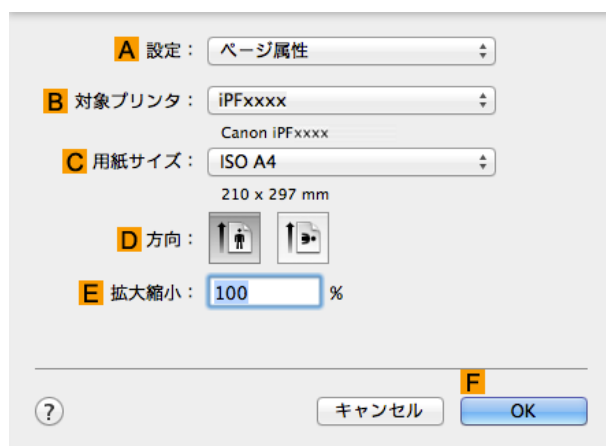 A 設定： ページ属性
B 対象プリンタ： iPFxxxx
Canon iPFxxxx
C 用紙サイズ： ISO A4
210 x 297 mm
D 方向：
E 拡大縮小： 100 %
F
? キャンセル OK